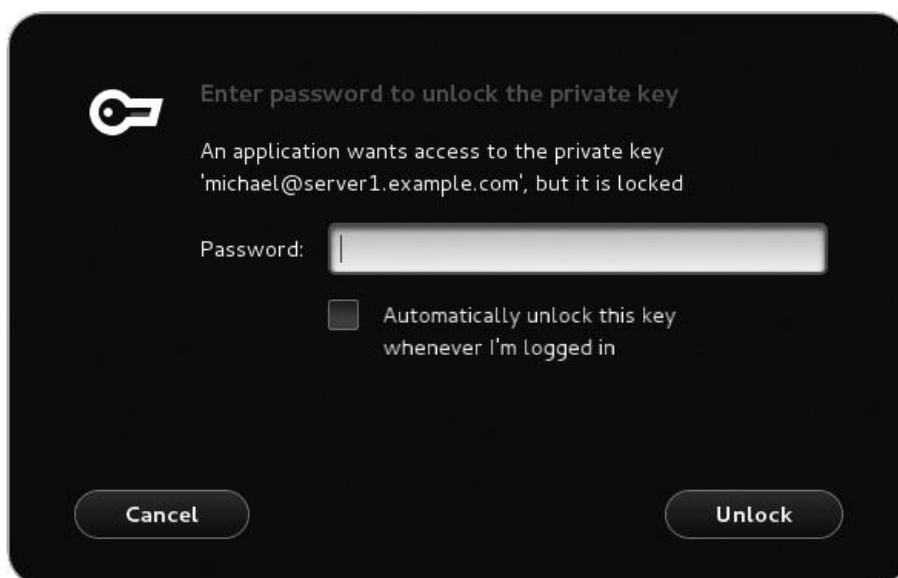 Enter password to unlock the private key
An application wants access to the private key
'michael@server1.example.com', but it is locked
Password:
Automatically unlock this key
whenever I'm logged in
Cancel
Unlock